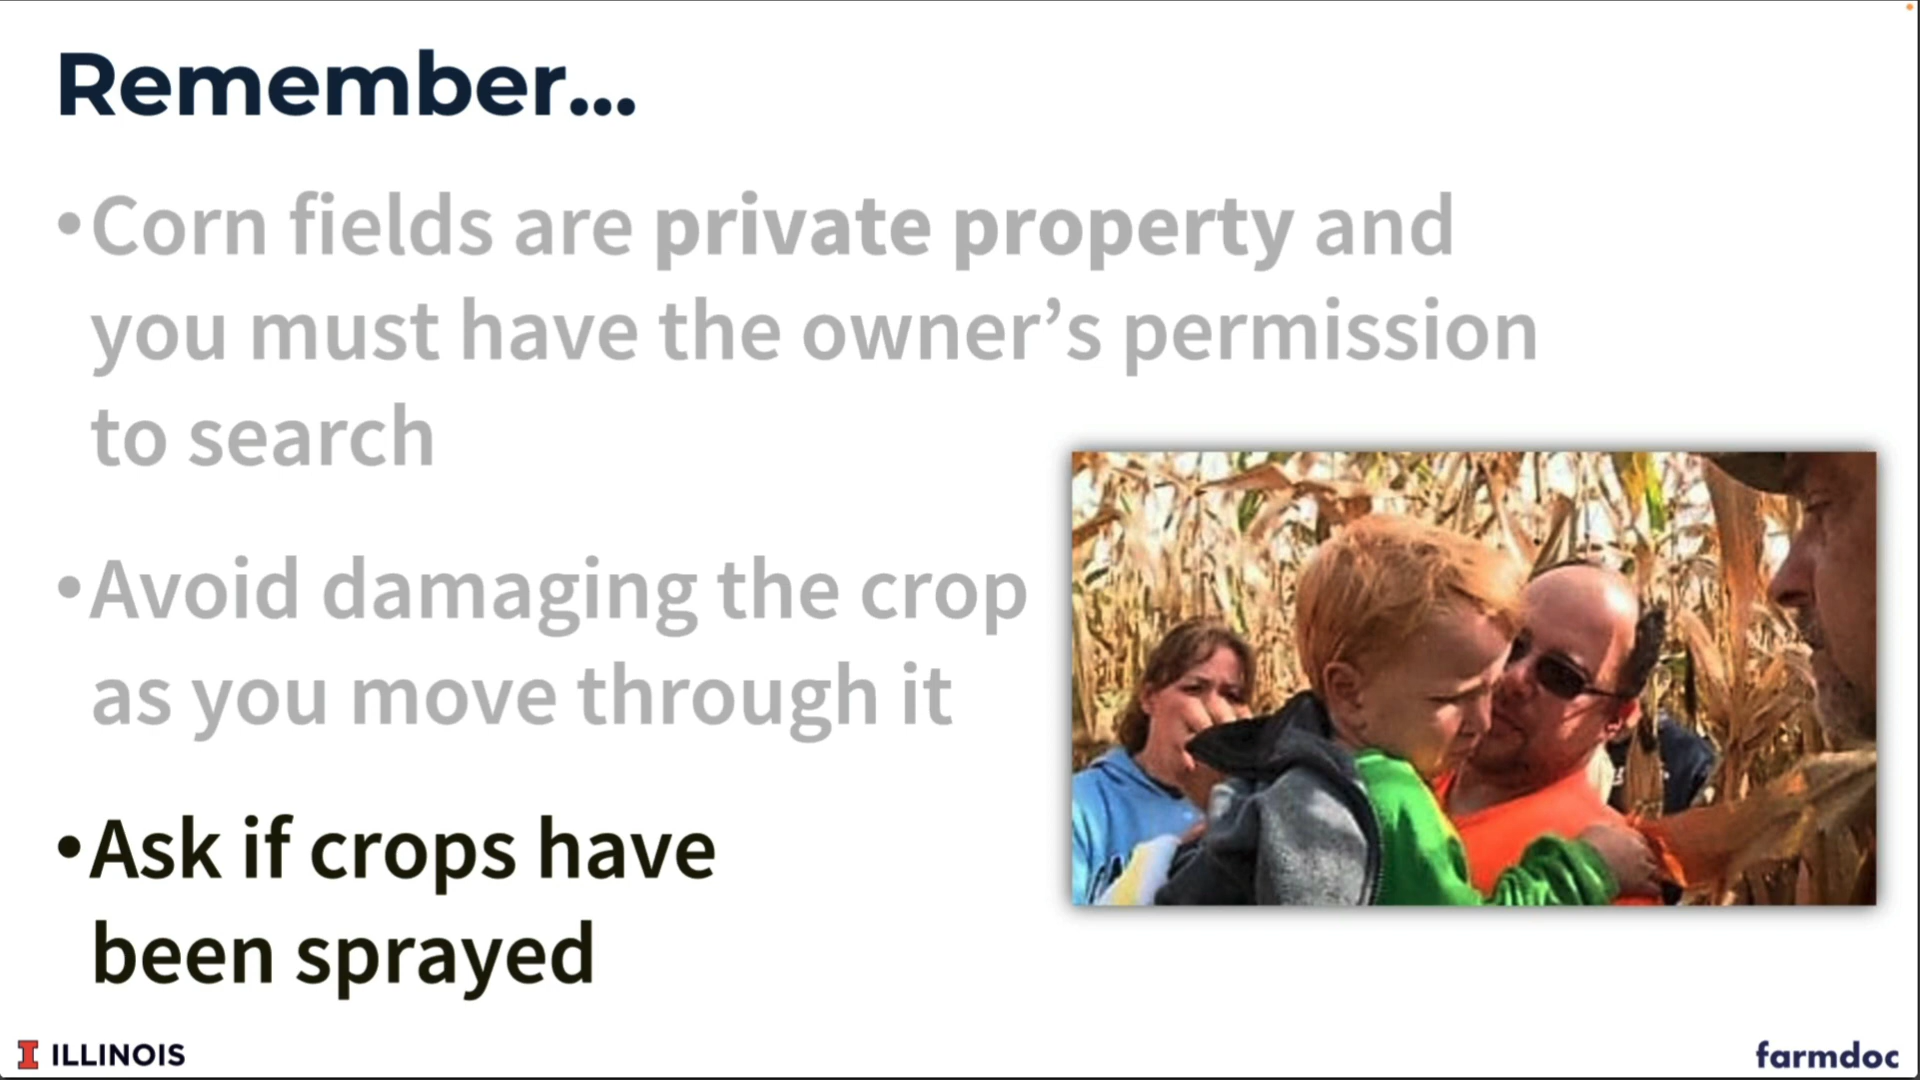 Remember...
•Corn fields are private property and
you must have the owner’s permission
to search
•Avoid damaging the crop
as you move through it
•Ask if crops have
been sprayed
I ILLINOIS
farmdoc